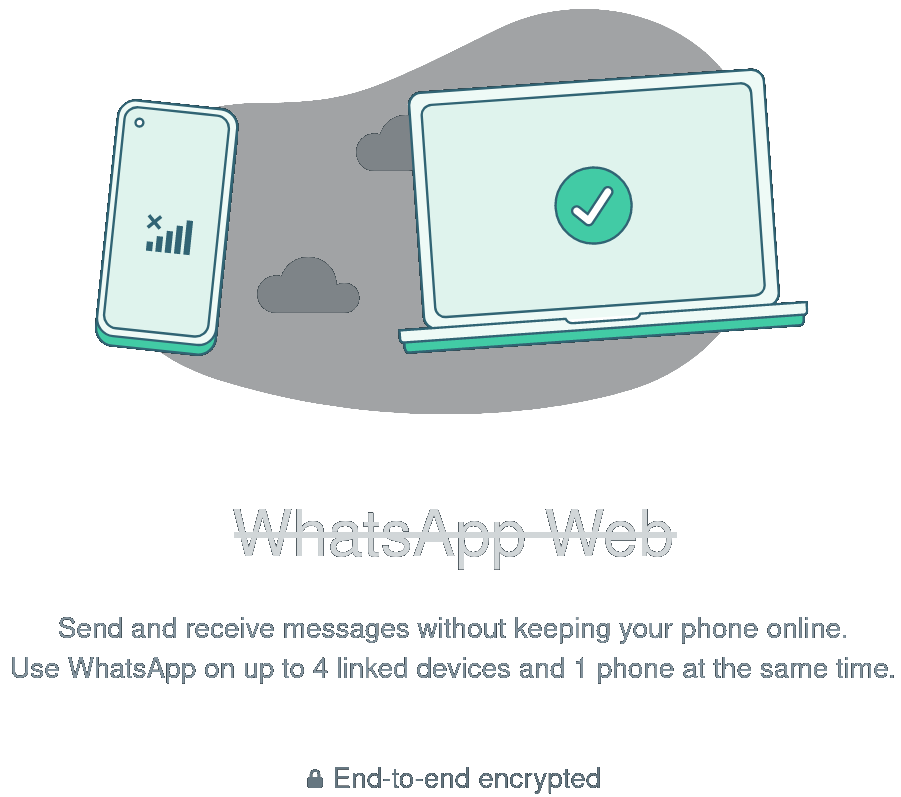 WhatsApp Web
Send and receive messages without keeping your phone online.
Use WhatsApp on up to 4 linked devices and 1 phone at the same time.
End-to-end encrypted